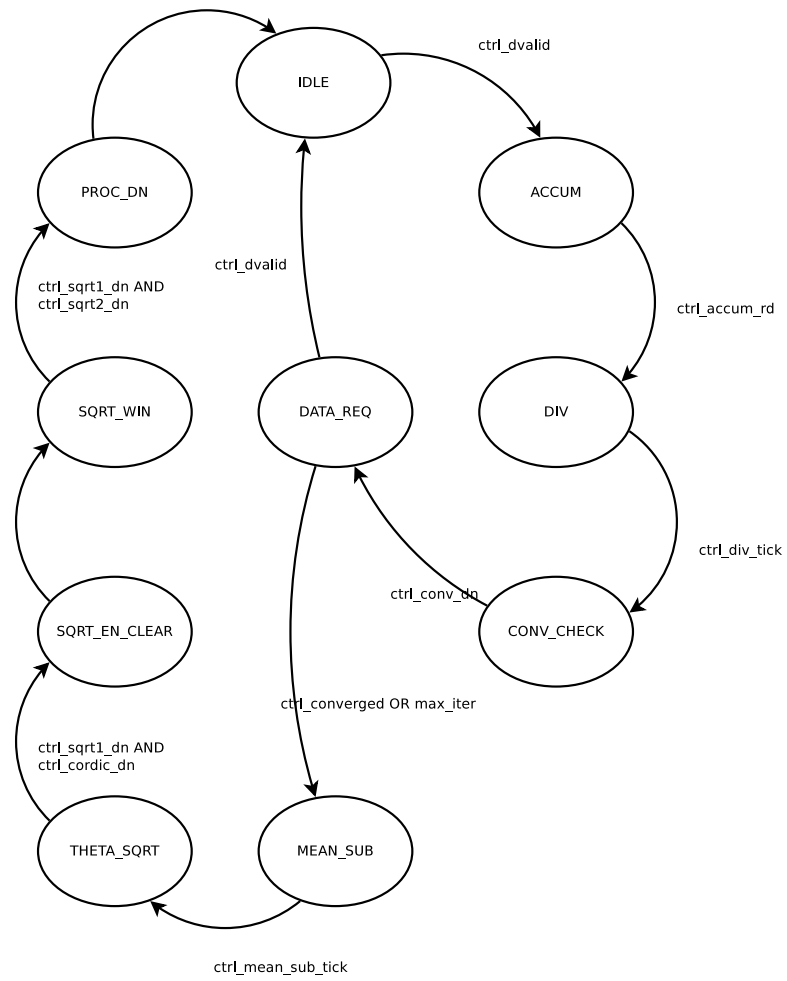 ctrl_dvalid
IDLE
PROC_DN
ACCUM
ctrl_dvalid
ctrl_sqrt1_dn AND
ctrl_sqrt2_dn
ctrl_accum_rd
SQRT_WIN
DATA_REQ
DIV
ctrl_div_tick
ctrl_conv_dn
SQRT_EN_CLEAR
CONV_CHECK
ctrl_converged OR max_iter
ctrl_sqrt1_dn AND
ctrl_cordic_dn
THETA_SQRT
MEAN_SUB
ctrl_mean_sub_tick